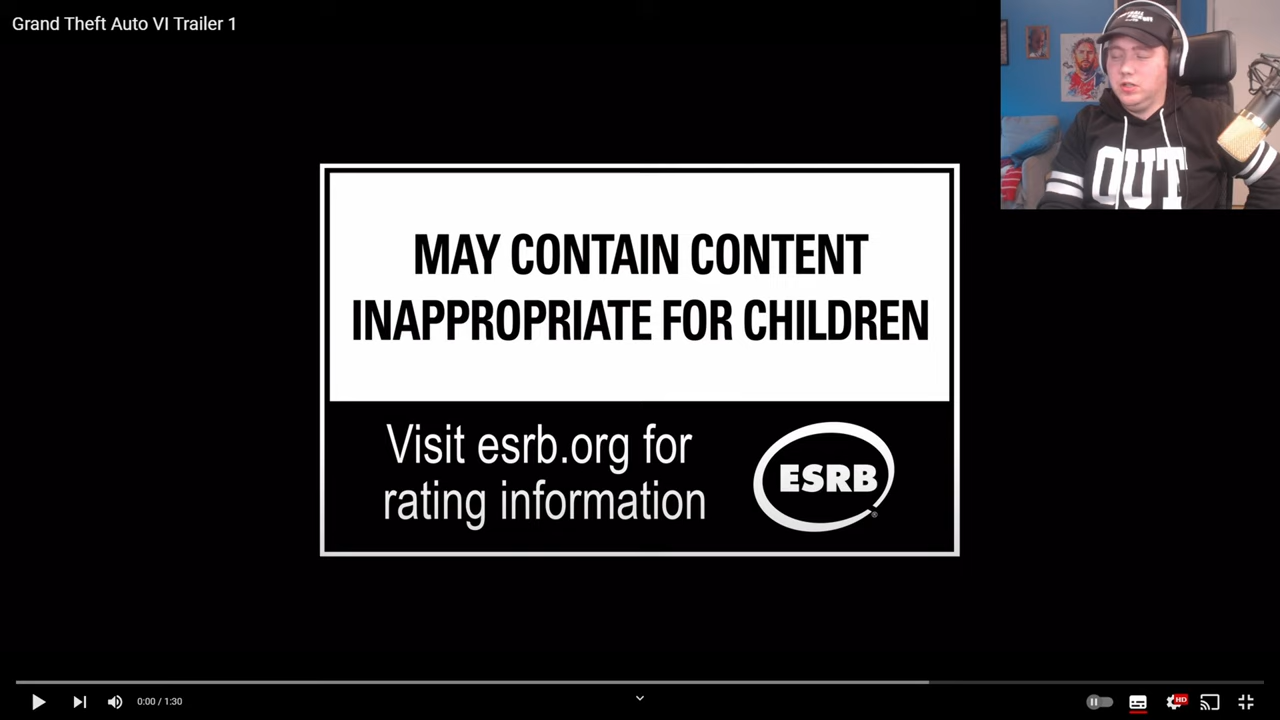 Grand Theft Auto VI Trailer 1
MAY CONTAIN CONTENT
INAPPROPRIATE FOR CHILDREN
Visit esrb.org for
rating information
ESRB
®
OUT
0:00 / 1:30
HD